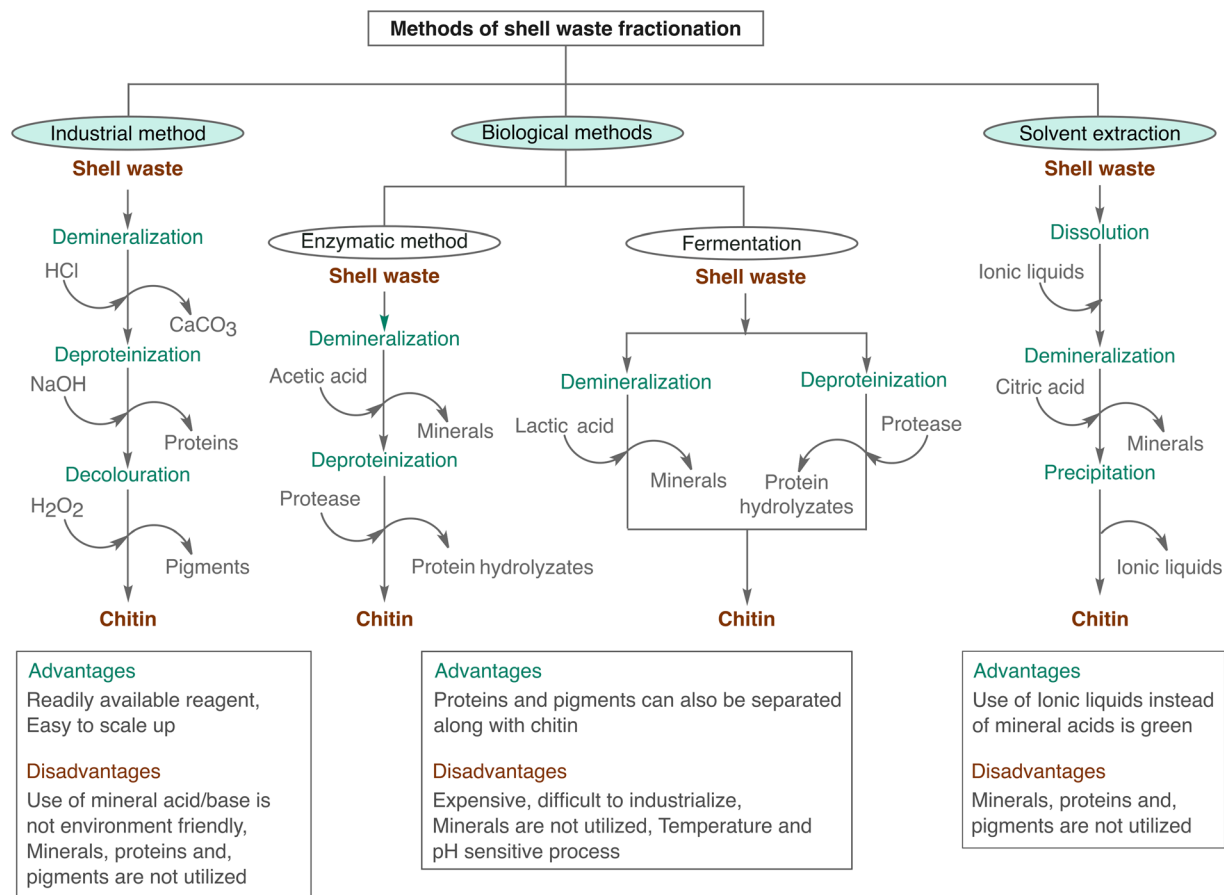 Methods of shell waste fractionation
Industrial method
Shell waste
Demineralization
HCl
CaCO3
Deproteinization
NaOH
Proteins
Decolouration
H2O2
Pigments
Chitin
Advantages
Readily available reagent,
Easy to scale up
Disadvantages
Use of mineral acid/base is
not environment friendly,
Minerals, proteins and,
pigments are not utilized
Biological methods
Enzymatic method
Shell waste
Demineralization
Acetic acid
Minerals
Deproteinization
Protease
Protein hydrolyzates
Chitin
Fermentation
Shell waste
Demineralization
Lactic acid
Minerals
Deproteinization
Protease
Protein
hydrolyzates
Chitin
Advantages
Proteins and pigments can also be separated
along with chitin
Disadvantages
Expensive, difficult to industrialize,
Minerals are not utilized, Temperature and
pH sensitive process
Solvent extraction
Shell waste
Dissolution
Ionic liquids
Demineralization
Citric acid
Minerals
Precipitation
Ionic liquids
Chitin
Advantages
Use of Ionic liquids instead
of mineral acids is green
Disadvantages
Minerals, proteins and,
pigments are not utilized